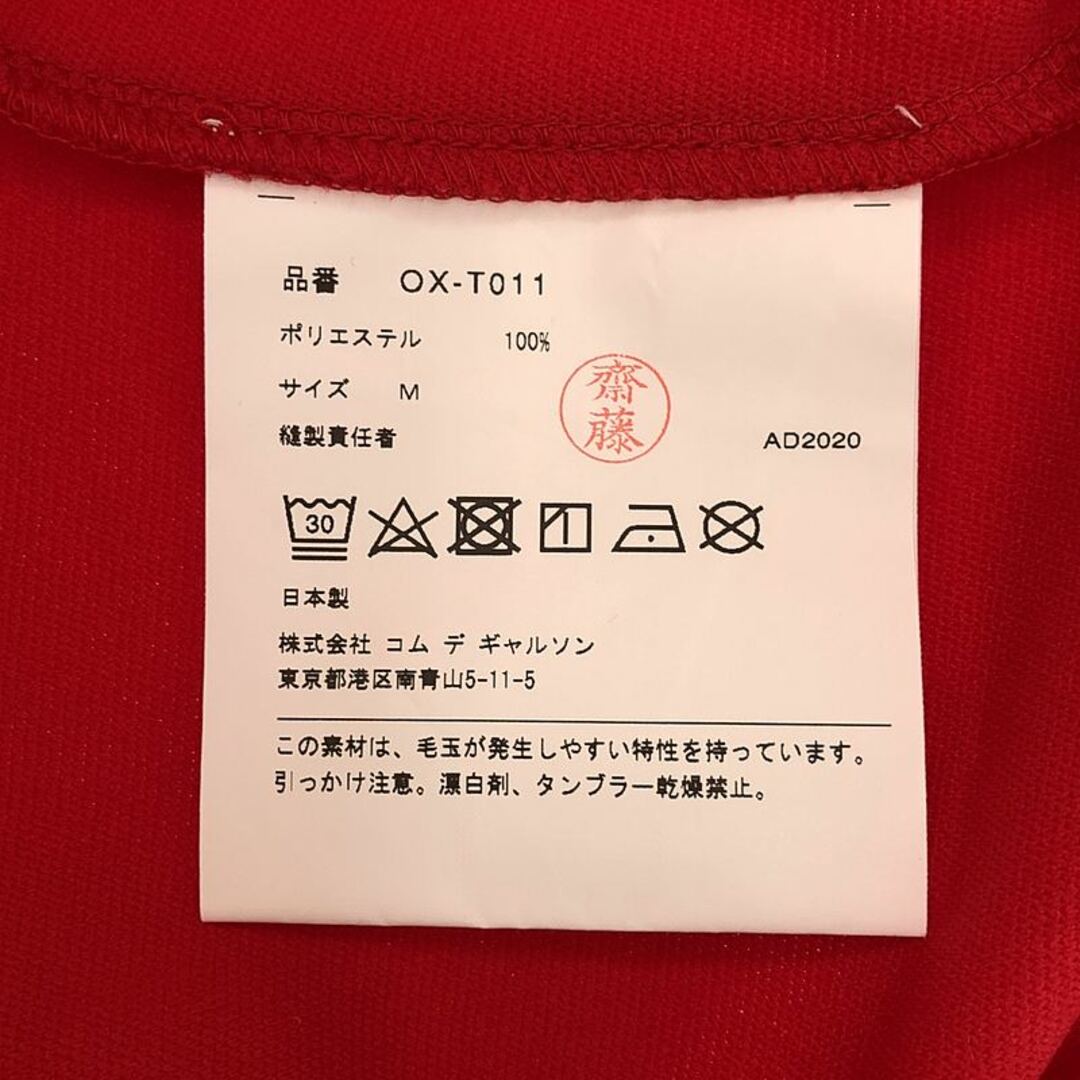 品番 OX-T011
ポリエステル 100%
サイズ M
縫製責任者 齋藤 AD2020
30
日本製
株式会社 コム デ ギャルソン
東京都港区南青山5-11-5
この素材は、毛玉が発生しやすい特性を持っています。
引っかけ注意。漂白剤、タンブラー乾燥禁止。